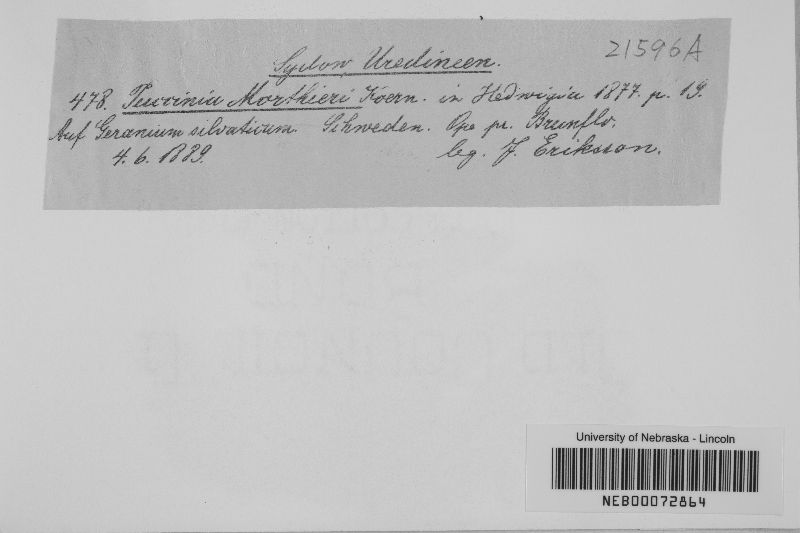 Sydow Uredineen. 21596A
478. Puccinia Morthieri Koern. in Hedwigia 1877. p. 19.
Auf Geranium silvaticum. Schweden. Ope pr. Brunflo.
4. 6. 1889. leg. J. Eriksson.
University of Nebraska - Lincoln
NEB00072864